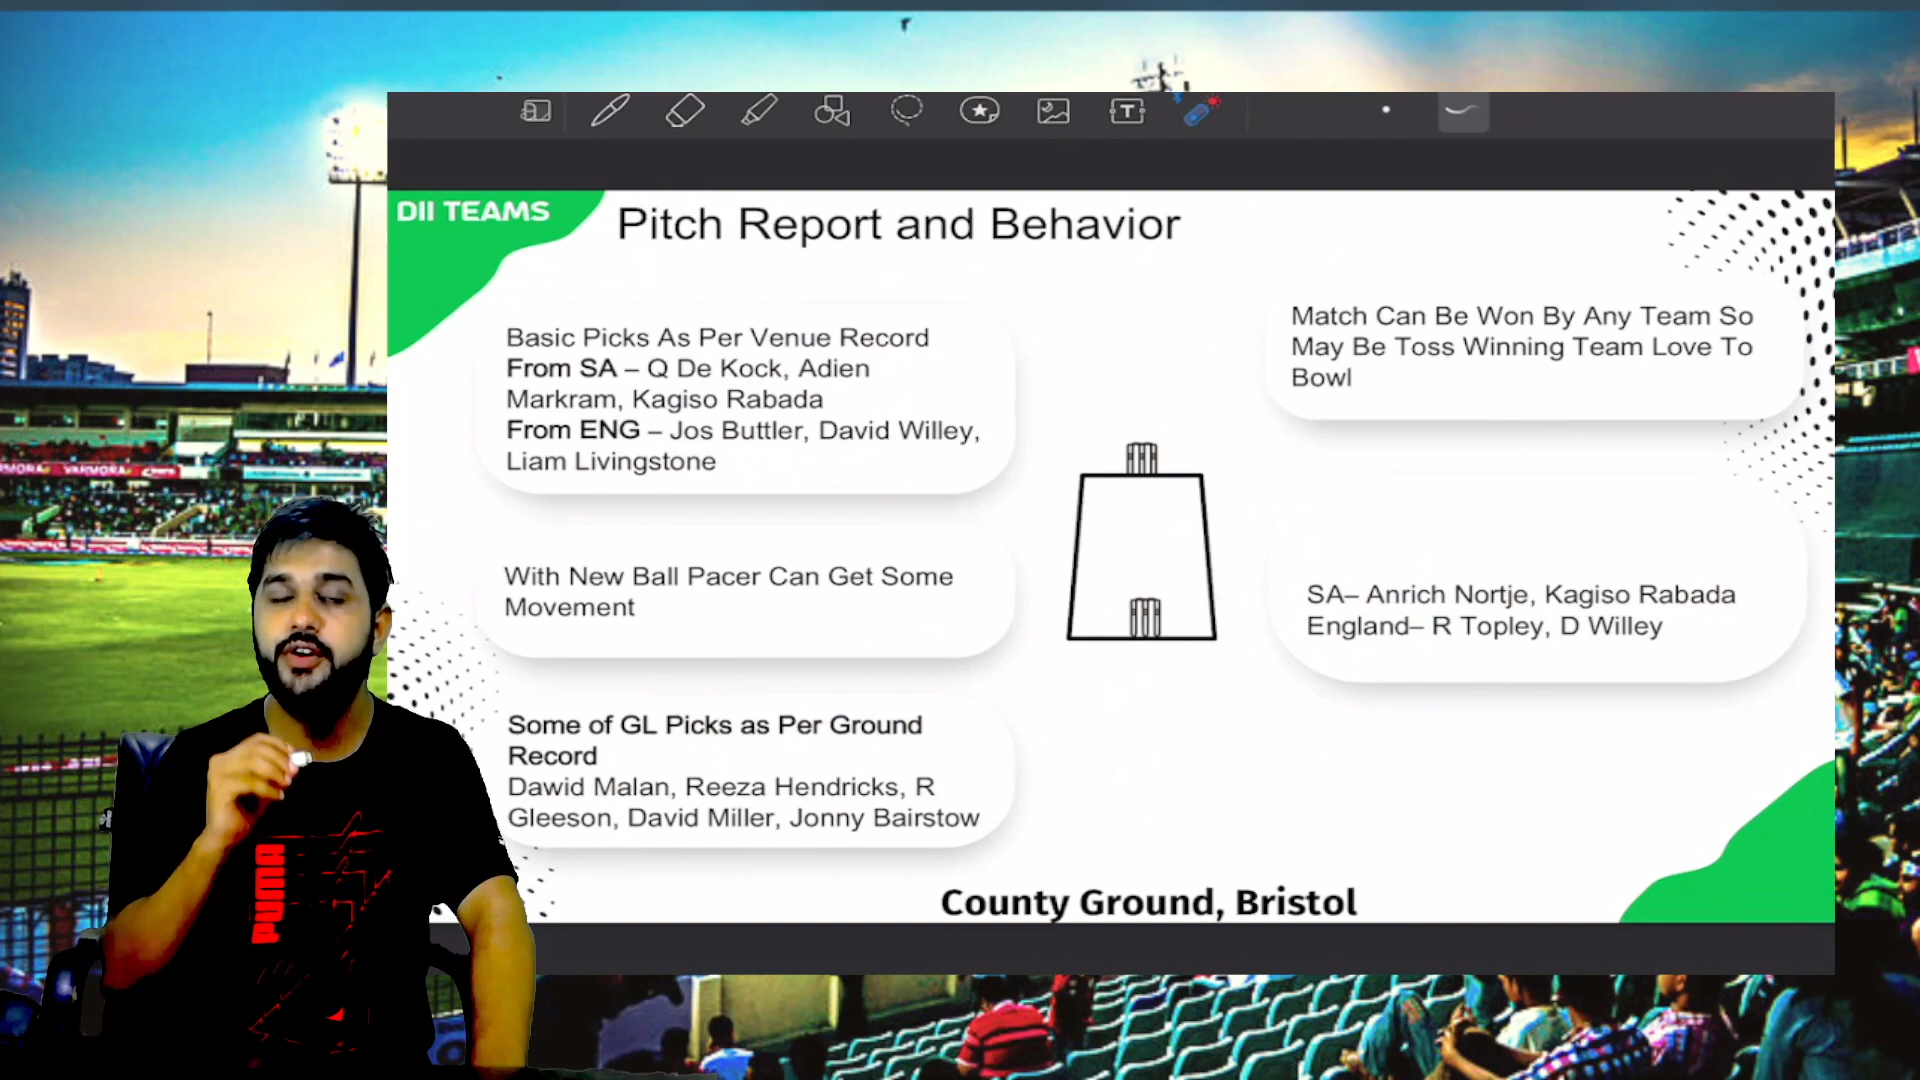 DII TEAMS
Pitch Report and Behavior
Basic Picks As Per Venue Record
From SA – Q De Kock, Adien
Markram, Kagiso Rabada
From ENG – Jos Buttler, David Willey,
Liam Livingstone
With New Ball Pacer Can Get Some
Movement
Some of GL Picks as Per Ground
Record
Dawid Malan, Reeza Hendricks, R
Gleeson, David Miller, Jonny Bairstow
Match Can Be Won By Any Team So
May Be Toss Winning Team Love To
Bowl
SA– Anrich Nortje, Kagiso Rabada
England– R Topley, D Willey
County Ground, Bristol
PUMA
VARMORA